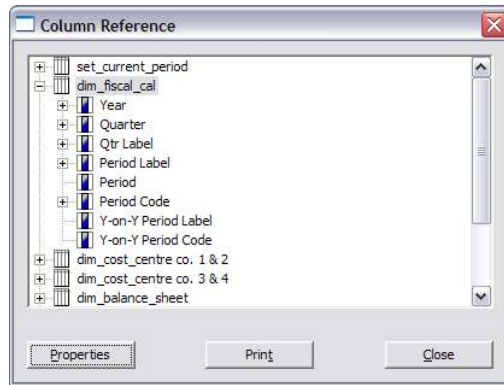 Column Reference
set_current_period
dim_fiscal_cal
Year
Quarter
Qtr Label
Period Label
Period
Period Code
Y-on-Y Period Label
Y-on-Y Period Code
dim_cost_centre co. 1 & 2
dim_cost_centre co. 3 & 4
dim_balance_sheet
Properties Print Close